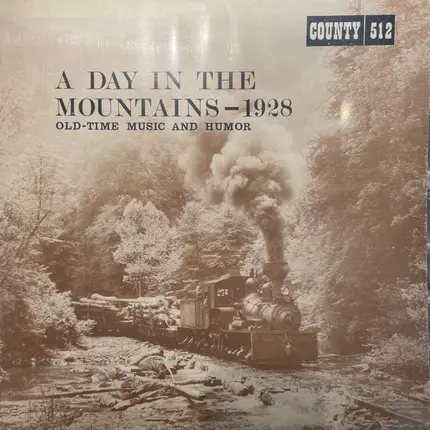 COUNTY 512
A DAY IN THE
MOUNTAINS–1928
OLD-TIME MUSIC AND HUMOR